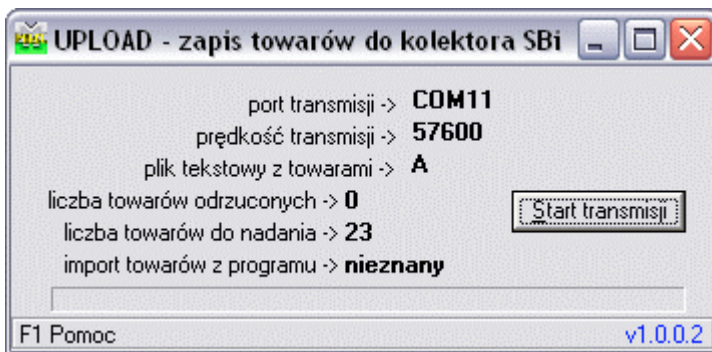 UPLOAD - zapis towarów do kolektora SBi
port transmisji -> COM11
prędkość transmisji -> 57600
plik tekstowy z towarami -> A
liczba towarów odrzuconych -> 0
Start transmisji
liczba towarów do nadania -> 23
import towarów z programu -> nieznany
F1 Pomoc v1.0.0.2